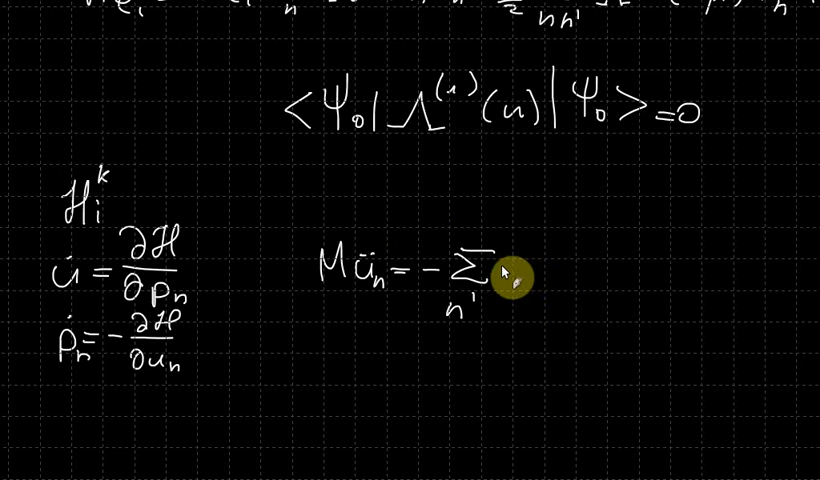 <Ψ₀| Λ⁽¹⁾(u) |Ψ₀> =0
Hᵢᵏ
u̇ = ∂H/∂pₙ
Müₙ = - Σ n'
ṗₙ = - ∂H/∂uₙ